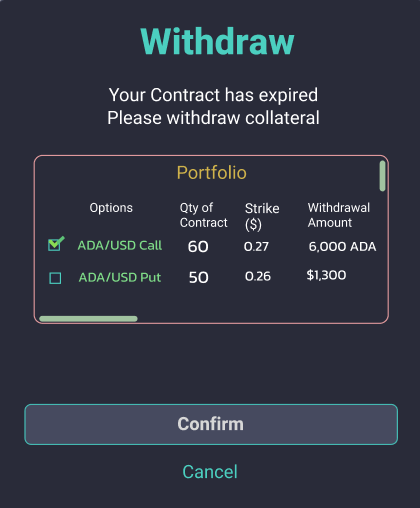 Withdraw
Your Contract has expired
Please withdraw collateral
Portfolio
Options Qty of Contract Strike ($) Withdrawal Amount
ADA/USD Call 60 0.27 6,000 ADA
ADA/USD Put 50 0.26 $1,300
Confirm
Cancel